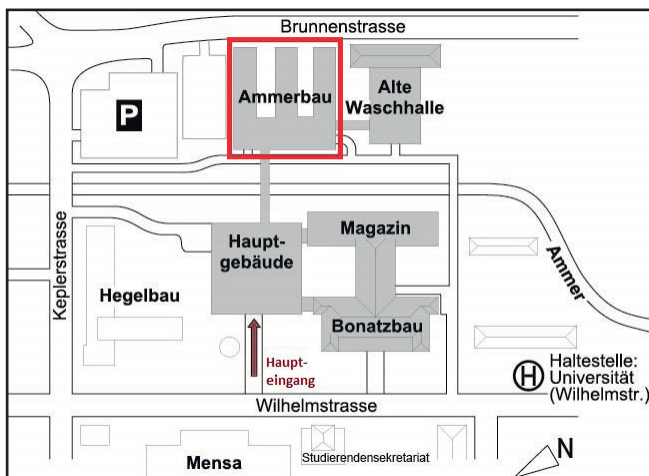 Brunnenstrasse
Ammerbau
Alte
Waschhalle
P
Keplerstrasse
Haupt-
gebäude
Magazin
Ammer
Hegelbau
Bonatzbau
Haupt-
eingang
H
Haltestelle:
Universität
(Wilhelmstr.)
Wilhelmstrasse
Mensa
Studierendensekretariat
N